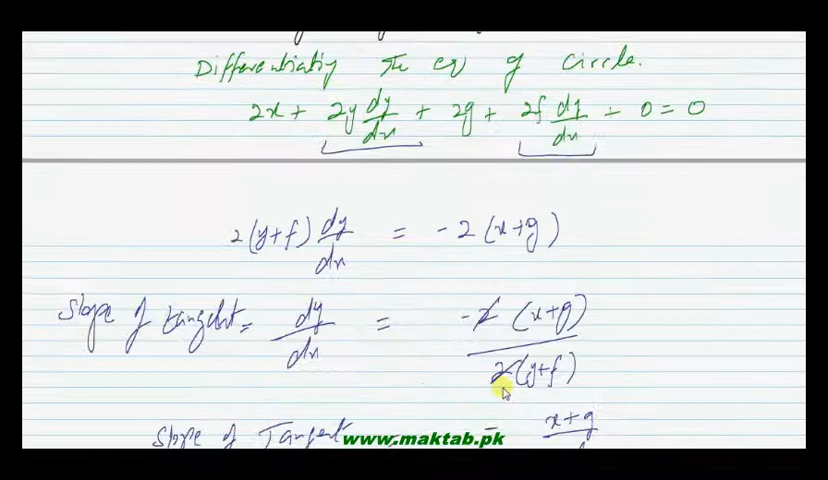 Differentiating the eq of circle.
2x + 2y dy/dx + 2g + 2f dy/dx + 0 = 0
2(y+f) dy/dx = -2(x+g)
Slope of tangent = dy/dx = -2(x+g)/2(y+f)
Slope of Tangent = x+g
www.maktab.pk